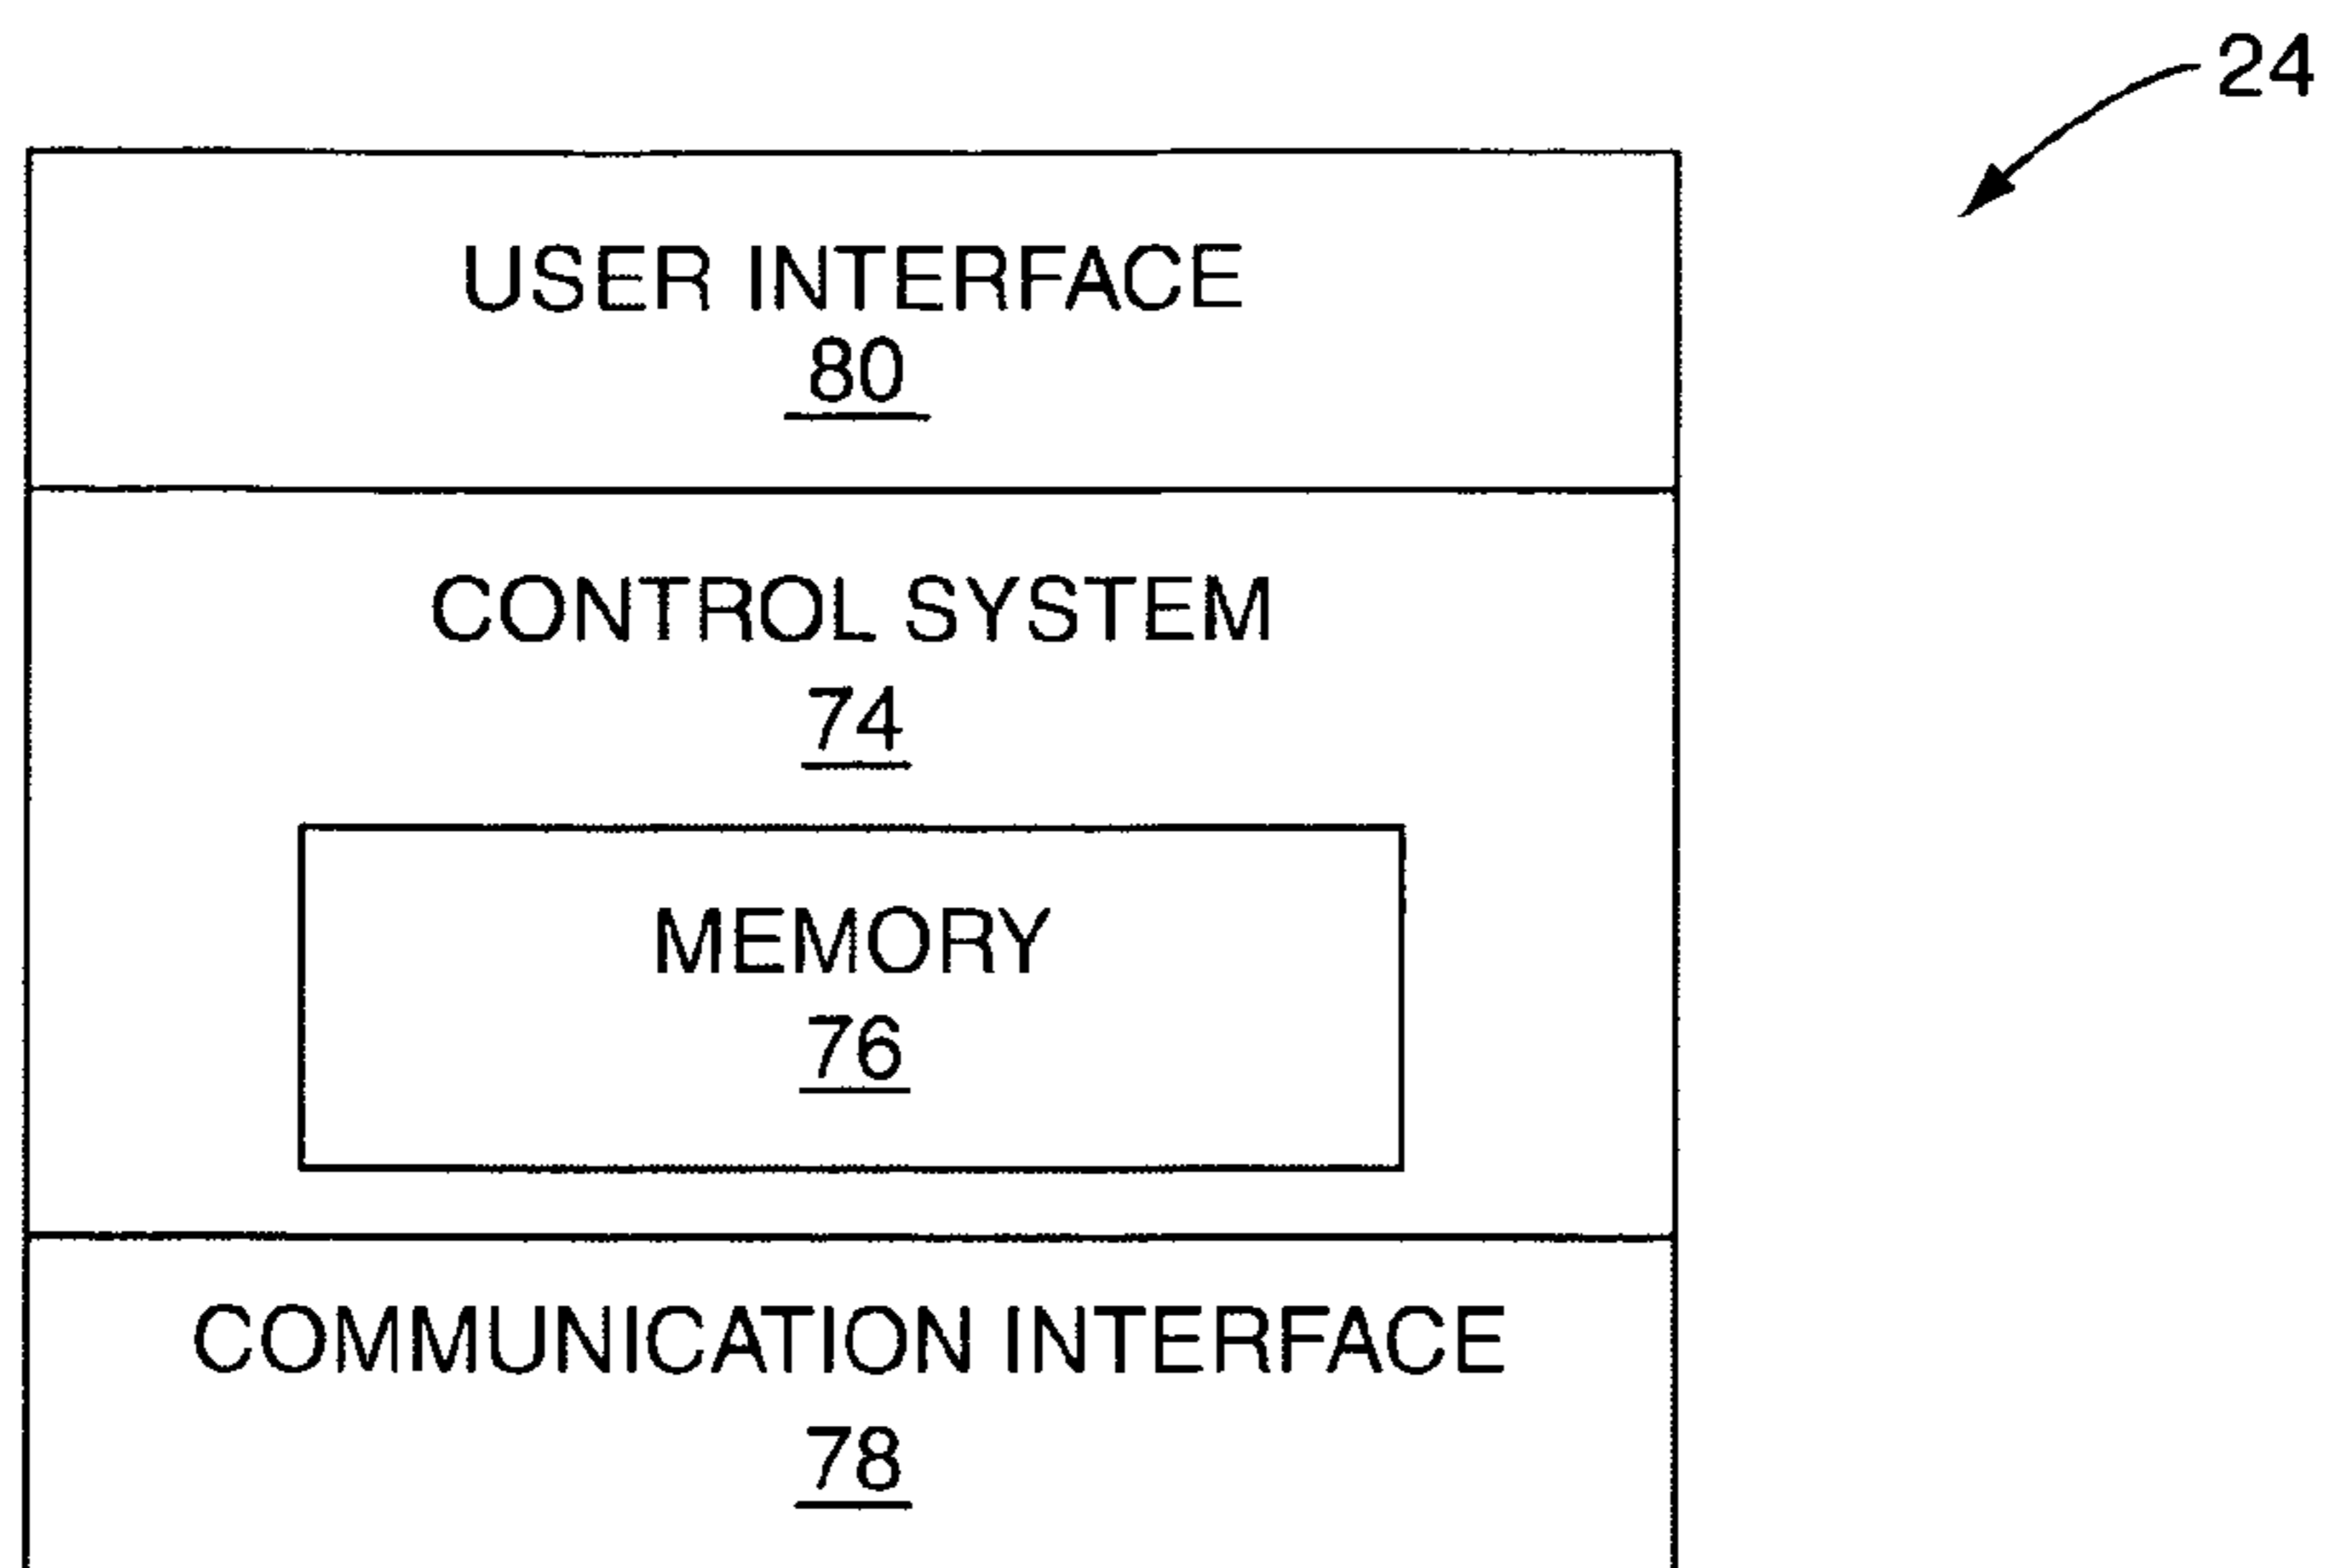 24
USER INTERFACE
80
CONTROL SYSTEM
74
MEMORY
76
COMMUNICATION INTERFACE
78